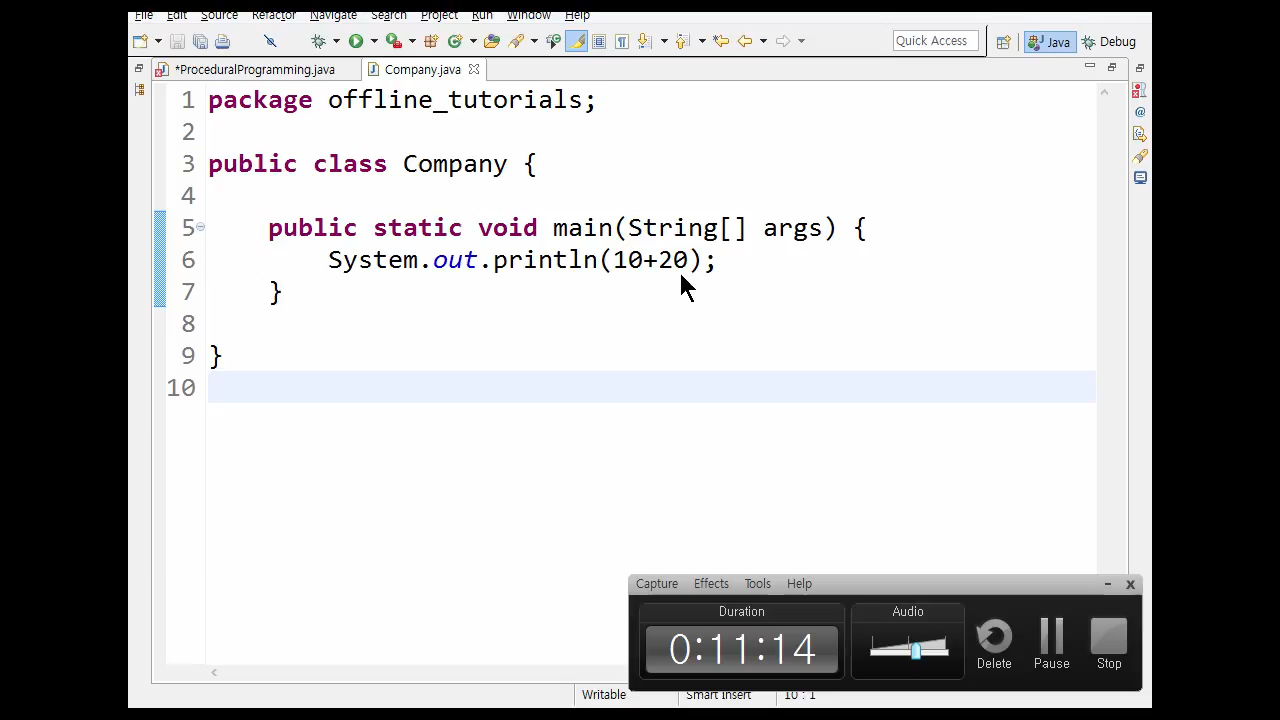 File Edit Source Refactor Navigate Search Project Run Window Help
Quick Access
Java
Debug
*ProceduralProgramming.java
Company.java
1 package offline_tutorials;
2
3 public class Company {
4
5 public static void main(String[] args) {
6 System.out.println(10+20);
7 }
8
9 }
10
Capture Effects Tools Help
Duration
Audio
0:11:14
Delete
Pause
Stop
Writable
Smart Insert
10 : 1